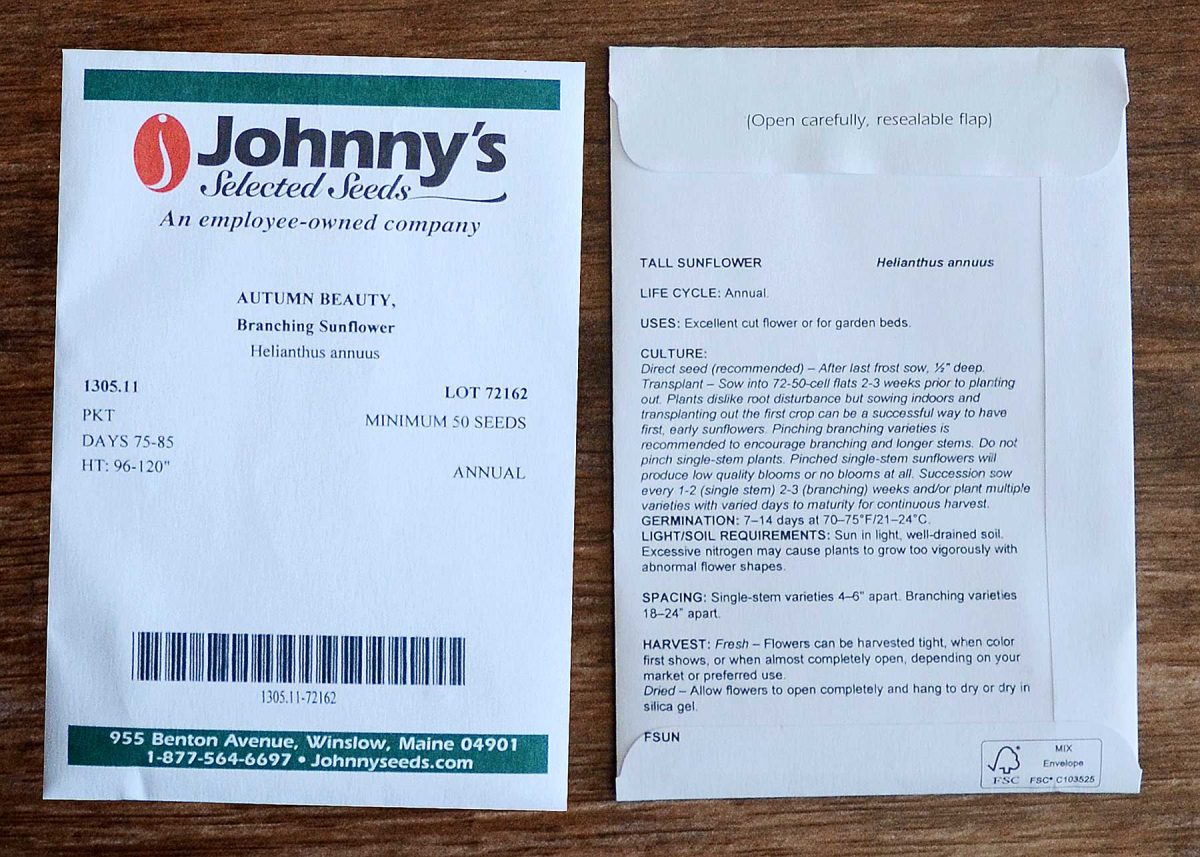 Johnny's
Selected Seeds
An employee-owned company
AUTUMN BEAUTY,
Branching Sunflower
Helianthus annuus
1305.11
LOT 72162
PKT
MINIMUM 50 SEEDS
DAYS 75-85
HT: 96-120"
ANNUAL
1305.11-72162
955 Benton Avenue, Winslow, Maine 04901
1-877-564-6697 • Johnnyseeds.com
(Open carefully, resealable flap)
TALL SUNFLOWER Helianthus annuus
LIFE CYCLE: Annual.
USES: Excellent cut flower or for garden beds.
CULTURE:
Direct seed (recommended) – After last frost sow, ½" deep.
Transplant – Sow into 72-50-cell flats 2-3 weeks prior to planting
out. Plants dislike root disturbance but sowing indoors and
transplanting out the first crop can be a successful way to have
first, early sunflowers. Pinching branching varieties is
recommended to encourage branching and longer stems. Do not
pinch single-stem plants. Pinched single-stem sunflowers will
produce low quality blooms or no blooms at all. Succession sow
every 1-2 (single stem) 2-3 (branching) weeks and/or plant multiple
varieties with varied days to maturity for continuous harvest.
GERMINATION: 7–14 days at 70–75°F/21–24°C.
LIGHT/SOIL REQUIREMENTS: Sun in light, well-drained soil.
Excessive nitrogen may cause plants to grow too vigorously with
abnormal flower shapes.
SPACING: Single-stem varieties 4–6" apart. Branching varieties
18–24" apart.
HARVEST: Fresh – Flowers can be harvested tight, when color
first shows, or when almost completely open, depending on your
market or preferred use.
Dried – Allow flowers to open completely and hang to dry or dry in
silica gel.
FSUN
FSC
MIX
Envelope
FSC® C103525